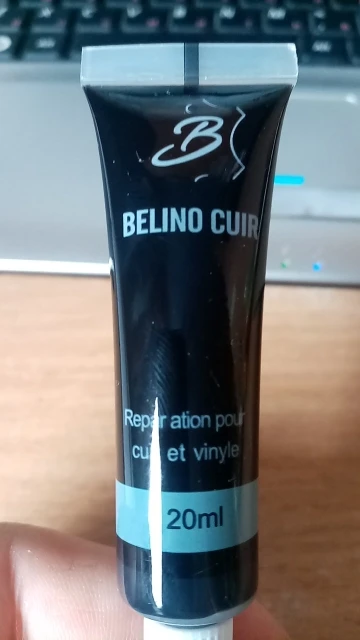 B
BELINO CUIR
Reparation pour
cuir et vinyle
20ml